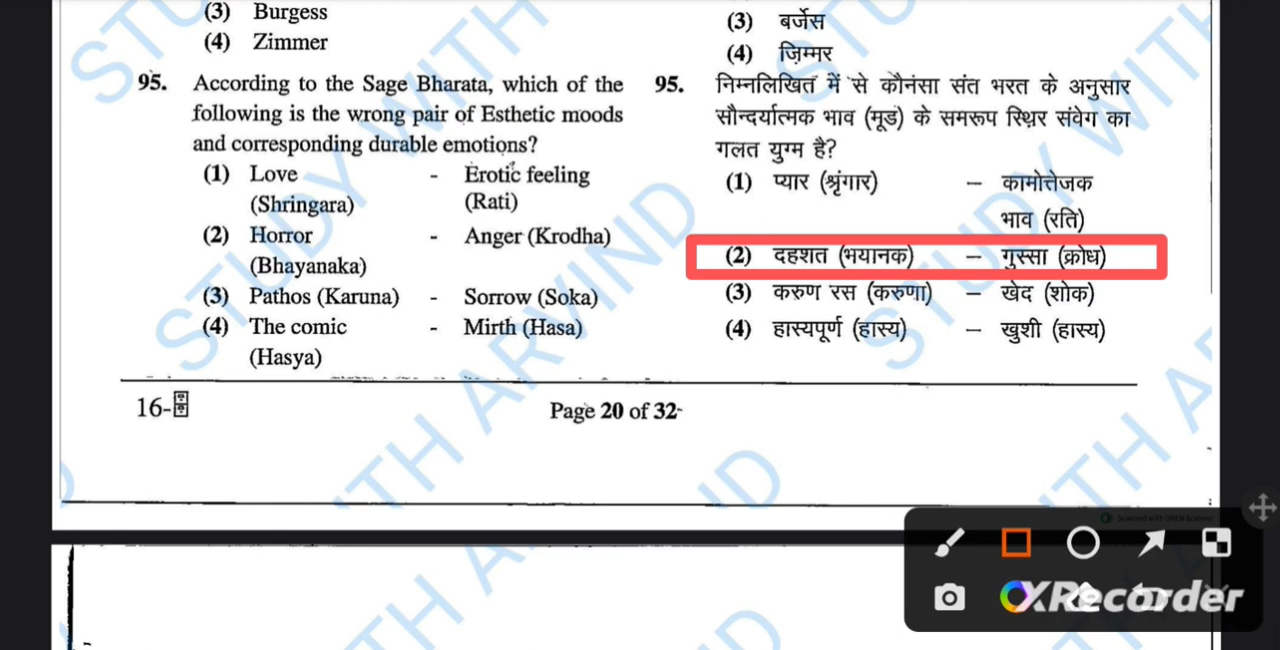 (3) Burgess
(4) Zimmer
95. According to the Sage Bharata, which of the
following is the wrong pair of Esthetic moods
and corresponding durable emotions?
(1) Love - Erotic feeling
(Shringara) (Rati)
(2) Horror - Anger (Krodha)
(Bhayanaka)
(3) Pathos (Karuna) - Sorrow (Soka)
(4) The comic - Mirth (Hasa)
(Hasya)
(3) बर्जेस
(4) ज़िम्मर
95. निम्नलिखित में से कौनंसा संत भरत के अनुसार
सौन्दर्यात्मक भाव (मूड) के समरूप स्थिर संवेग का
गलत युग्म है?
(1) प्यार (श्रृंगार) – कामोत्तेजक
भाव (रति)
(2) दहशत (भयानक) – गुस्सा (क्रोध)
(3) करुण रस (करुणा) – खेद (शोक)
(4) हास्यपूर्ण (हास्य) – खुशी (हास्य)
16-
Page 20 of 32
STUDY WITH ARVIND
XRecorder